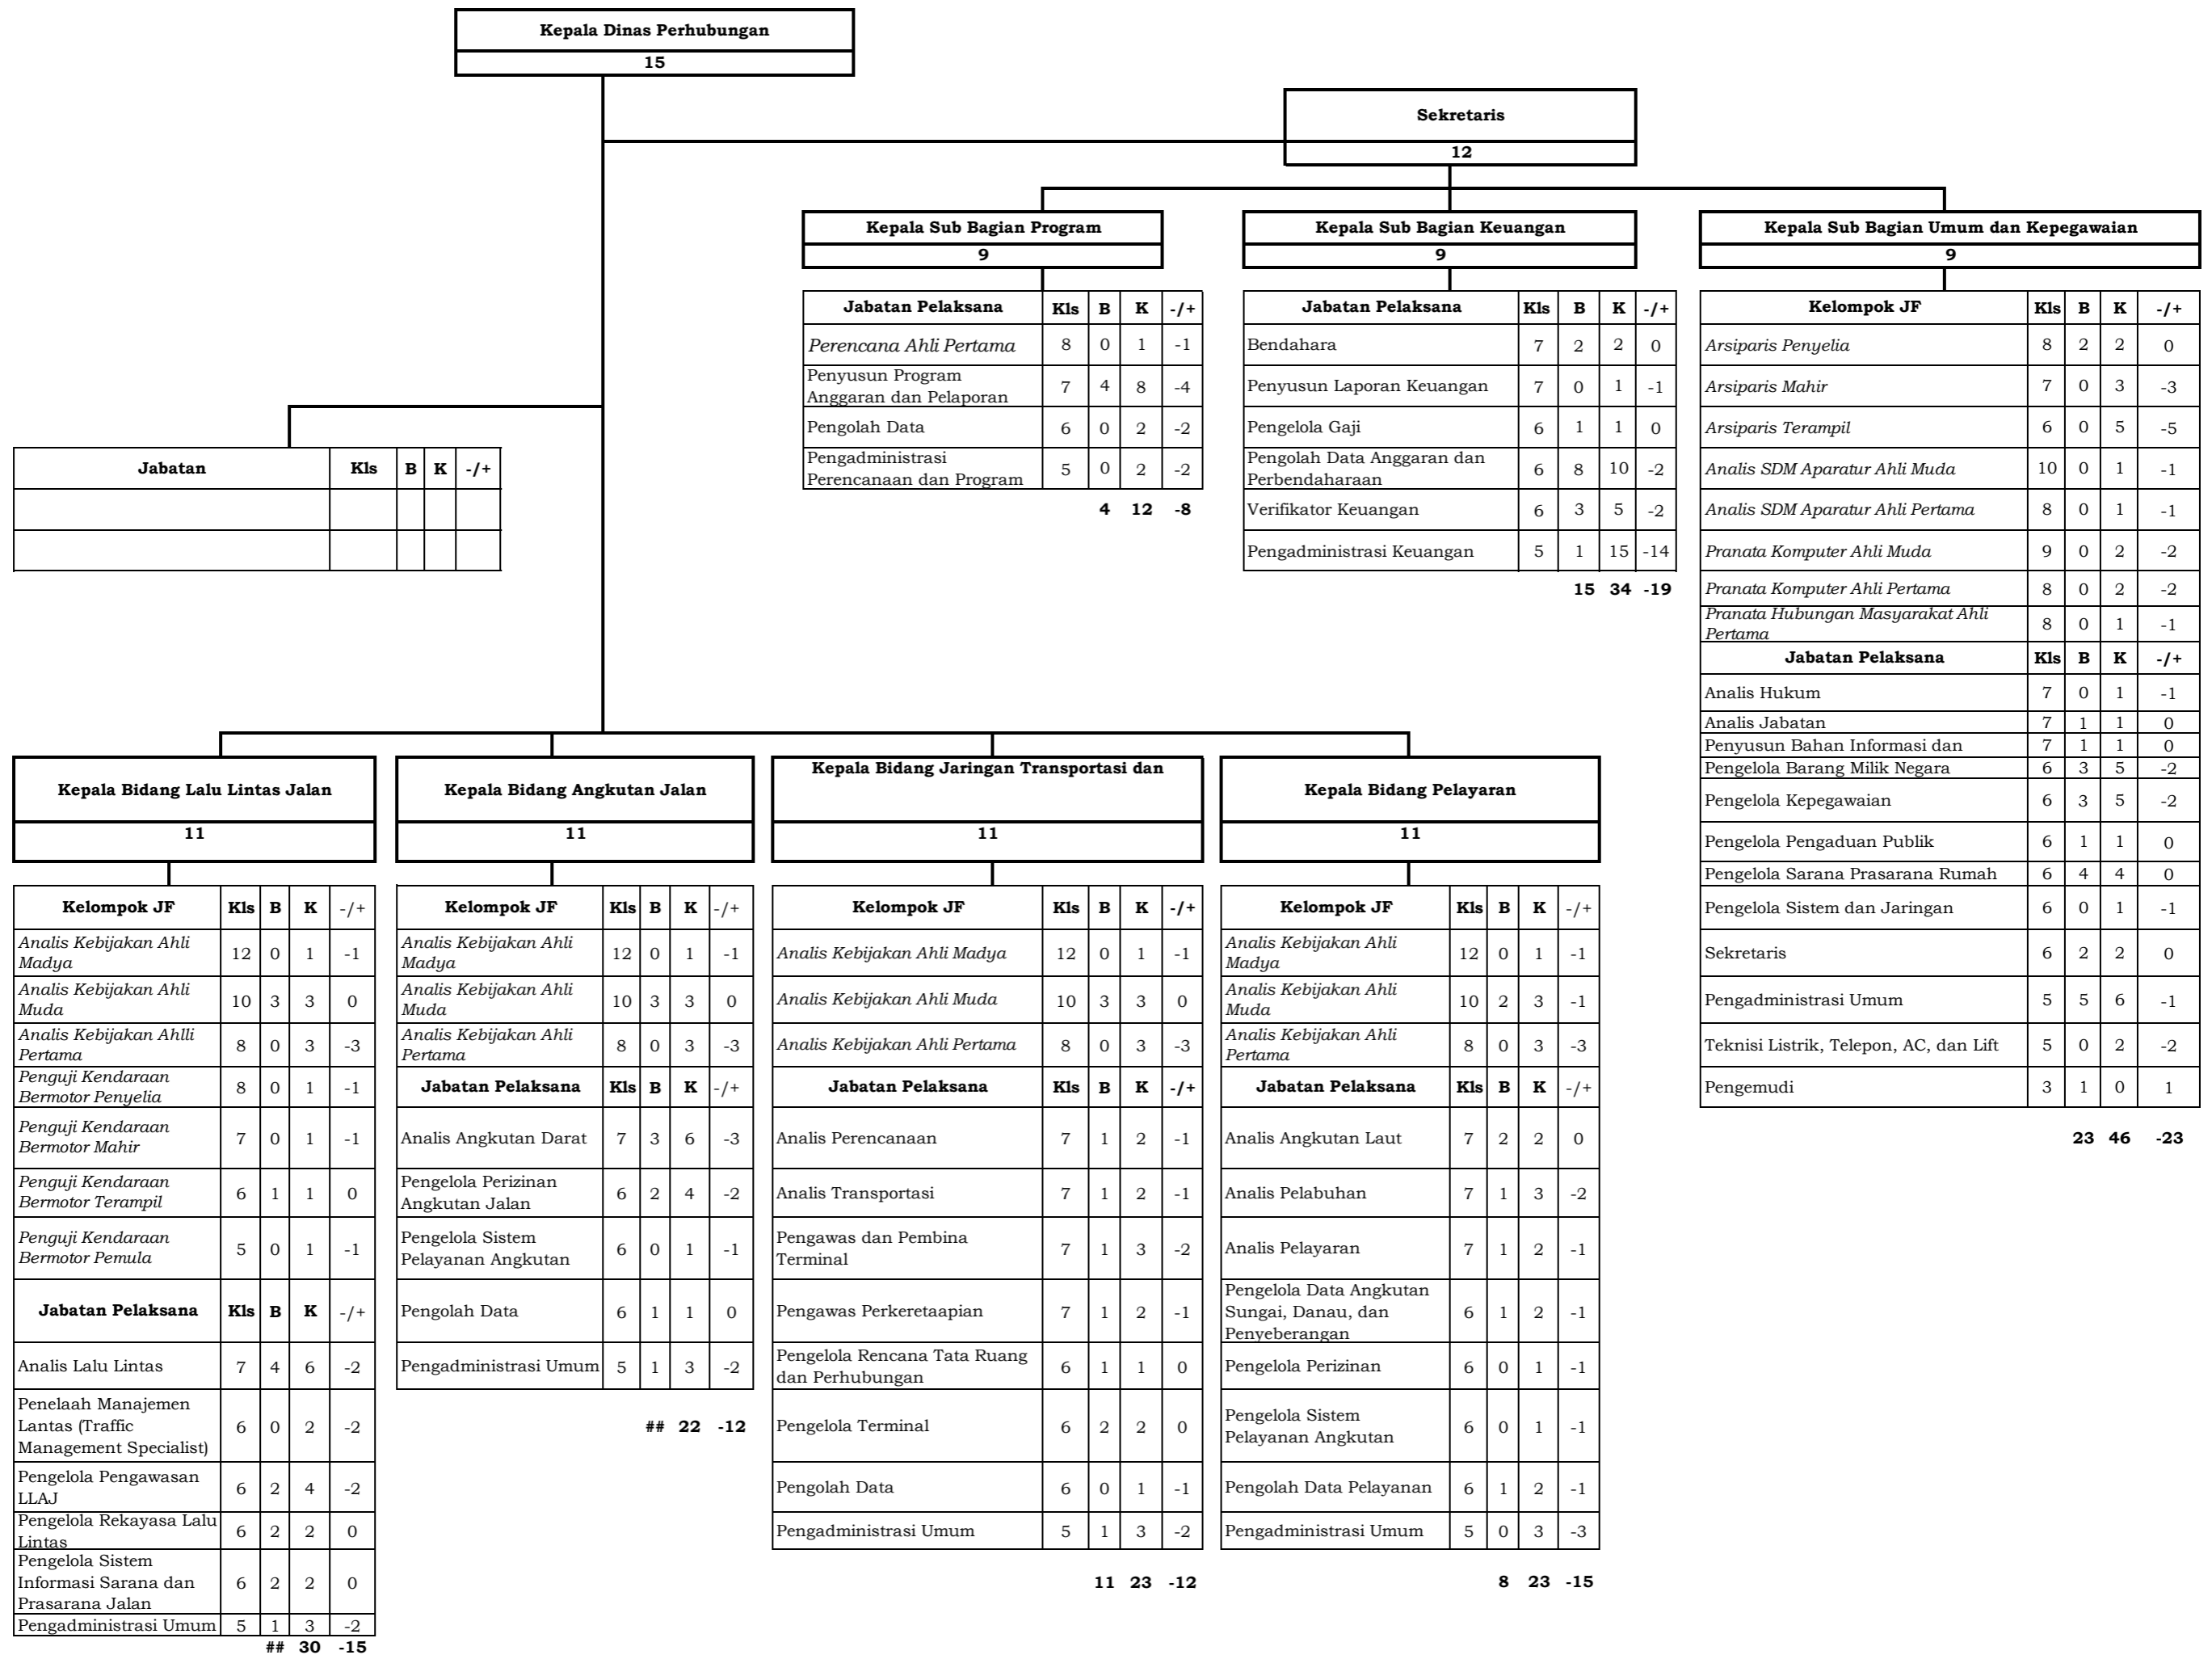 Kepala Dinas Perhubungan
15
Sekretaris
12
Kepala Sub Bagian Program
9
Jabatan Pelaksana Kls B K -/+
Perencana Ahli Pertama 8 0 1 -1
Penyusun Program
Anggaran dan Pelaporan 7 4 8 -4
Pengolah Data 6 0 2 -2
Pengadministrasi
Perencanaan dan Program 5 0 2 -2
4 12 -8
Kepala Sub Bagian Keuangan
9
Jabatan Pelaksana Kls B K -/+
Bendahara 7 2 2 0
Penyusun Laporan Keuangan 7 0 1 -1
Pengelola Gaji 6 1 1 0
Pengolah Data Anggaran dan
Perbendaharaan 6 8 10 -2
Verifikator Keuangan 6 3 5 -2
Pengadministrasi Keuangan 5 1 15 -14
15 34 -19
Kepala Sub Bagian Umum dan Kepegawaian
9
Kelompok JF Kls B K -/+
Arsiparis Penyelia 8 2 2 0
Arsiparis Mahir 7 0 3 -3
Arsiparis Terampil 6 0 5 -5
Analis SDM Aparatur Ahli Muda 10 0 1 -1
Analis SDM Aparatur Ahli Pertama 8 0 1 -1
Pranata Komputer Ahli Muda 9 0 2 -2
Pranata Komputer Ahli Pertama 8 0 2 -2
Pranata Hubungan Masyarakat Ahli
Pertama 8 0 1 -1
Jabatan Pelaksana Kls B K -/+
Analis Hukum 7 0 1 -1
Analis Jabatan 7 1 1 0
Penyusun Bahan Informasi dan 7 1 1 0
Pengelola Barang Milik Negara 6 3 5 -2
Pengelola Kepegawaian 6 3 5 -2
Pengelola Pengaduan Publik 6 1 1 0
Pengelola Sarana Prasarana Rumah 6 4 4 0
Pengelola Sistem dan Jaringan 6 0 1 -1
Sekretaris 6 2 2 0
Pengadministrasi Umum 5 5 6 -1
Teknisi Listrik, Telepon, AC, dan Lift 5 0 2 -2
Pengemudi 3 1 0 1
23 46 -23
Jabatan Kls B K -/+
Kepala Bidang Lalu Lintas Jalan
11
Kelompok JF Kls B K -/+
Analis Kebijakan Ahli
Madya 12 0 1 -1
Analis Kebijakan Ahli
Muda 10 3 3 0
Analis Kebijakan Ahlli
Pertama 8 0 3 -3
Penguji Kendaraan
Bermotor Penyelia 8 0 1 -1
Penguji Kendaraan
Bermotor Mahir 7 0 1 -1
Penguji Kendaraan
Bermotor Terampil 6 1 1 0
Penguji Kendaraan
Bermotor Pemula 5 0 1 -1
Jabatan Pelaksana Kls B K -/+
Analis Lalu Lintas 7 4 6 -2
Penelaah Manajemen
Lantas (Traffic
Management Specialist) 6 0 2 -2
Pengelola Pengawasan
LLAJ 6 2 4 -2
Pengelola Rekayasa Lalu
Lintas 6 2 2 0
Pengelola Sistem
Informasi Sarana dan
Prasarana Jalan 6 2 2 0
Pengadministrasi Umum 5 1 3 -2
## 30 -15
Kepala Bidang Angkutan Jalan
11
Kelompok JF Kls B K -/+
Analis Kebijakan Ahli
Madya 12 0 1 -1
Analis Kebijakan Ahli
Muda 10 3 3 0
Analis Kebijakan Ahli
Pertama 8 0 3 -3
Jabatan Pelaksana Kls B K -/+
Analis Angkutan Darat 7 3 6 -3
Pengelola Perizinan
Angkutan Jalan 6 2 4 -2
Pengelola Sistem
Pelayanan Angkutan 6 0 1 -1
Pengolah Data 6 1 1 0
Pengadministrasi Umum 5 1 3 -2
## 22 -12
Kepala Bidang Jaringan Transportasi dan
11
Kelompok JF Kls B K -/+
Analis Kebijakan Ahli Madya 12 0 1 -1
Analis Kebijakan Ahli Muda 10 3 3 0
Analis Kebijakan Ahli Pertama 8 0 3 -3
Jabatan Pelaksana Kls B K -/+
Analis Perencanaan 7 1 2 -1
Analis Transportasi 7 1 2 -1
Pengawas dan Pembina
Terminal 7 1 3 -2
Pengawas Perkeretaapian 7 1 2 -1
Pengelola Rencana Tata Ruang
dan Perhubungan 6 1 1 0
Pengelola Terminal 6 2 2 0
Pengolah Data 6 0 1 -1
Pengadministrasi Umum 5 1 3 -2
11 23 -12
Kepala Bidang Pelayaran
11
Kelompok JF Kls B K -/+
Analis Kebijakan Ahli
Madya 12 0 1 -1
Analis Kebijakan Ahli
Muda 10 2 3 -1
Analis Kebijakan Ahli
Pertama 8 0 3 -3
Jabatan Pelaksana Kls B K -/+
Analis Angkutan Laut 7 2 2 0
Analis Pelabuhan 7 1 3 -2
Analis Pelayaran 7 1 2 -1
Pengelola Data Angkutan
Sungai, Danau, dan
Penyeberangan 6 1 2 -1
Pengelola Perizinan 6 0 1 -1
Pengelola Sistem
Pelayanan Angkutan 6 0 1 -1
Pengolah Data Pelayanan 6 1 2 -1
Pengadministrasi Umum 5 0 3 -3
8 23 -15